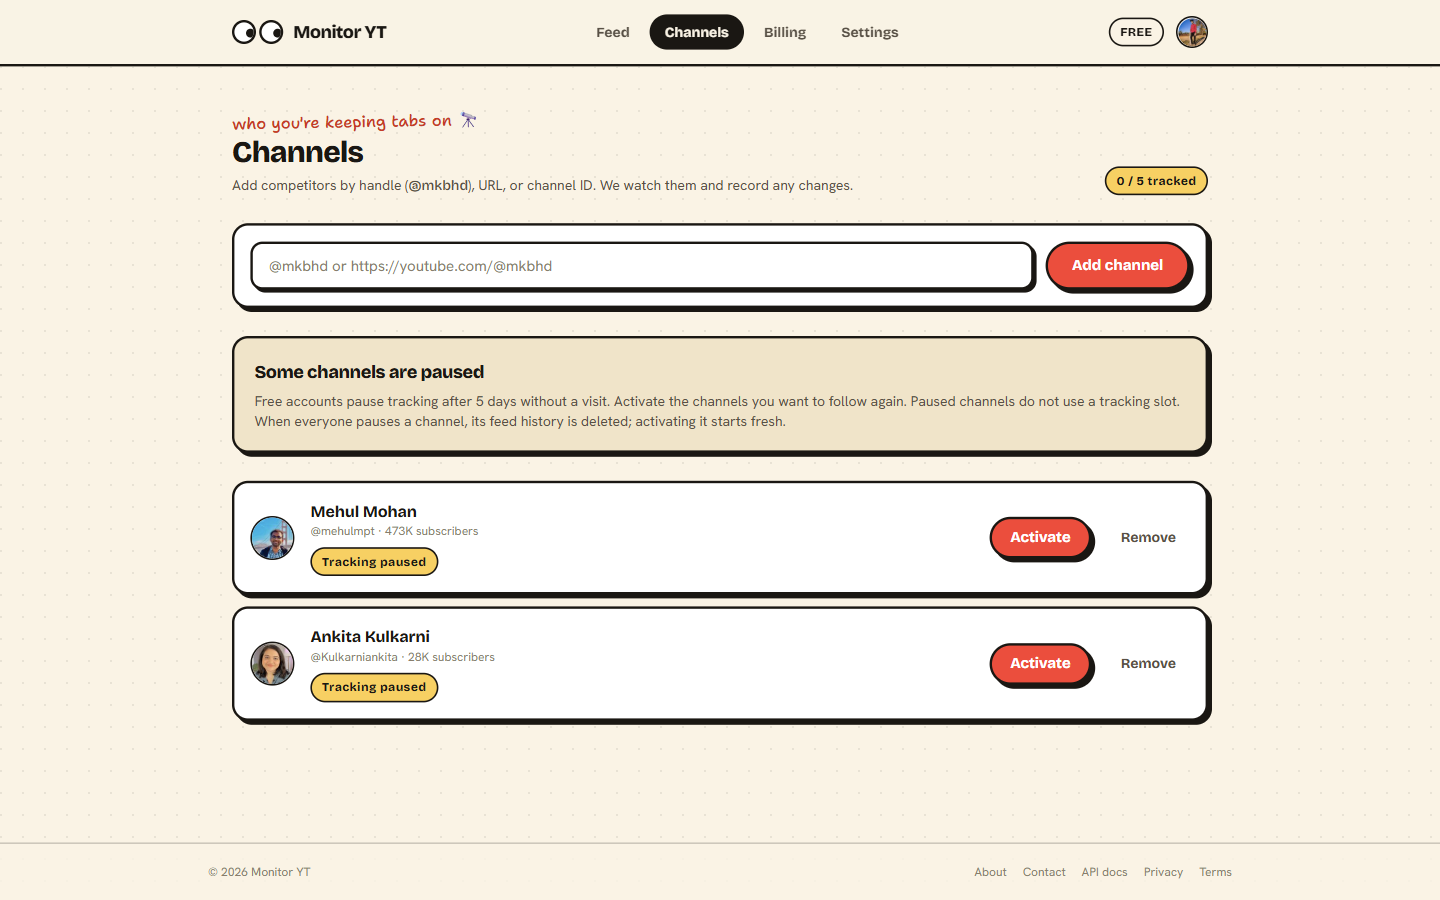 Monitor YT
Feed
Channels
Billing
Settings
FREE
who you're keeping tabs on
Channels
Add competitors by handle (@mkbhd), URL, or channel ID. We watch them and record any changes.
0 / 5 tracked
@mkbhd or https://youtube.com/@mkbhd
Add channel
Some channels are paused
Free accounts pause tracking after 5 days without a visit. Activate the channels you want to follow again. Paused channels do not use a tracking slot.
When everyone pauses a channel, its feed history is deleted; activating it starts fresh.
Mehul Mohan
@mehulmpt · 473K subscribers
Tracking paused
Activate
Remove
Ankita Kulkarni
@Kulkarniankita · 28K subscribers
Tracking paused
Activate
Remove
© 2026 Monitor YT
About
Contact
API docs
Privacy
Terms